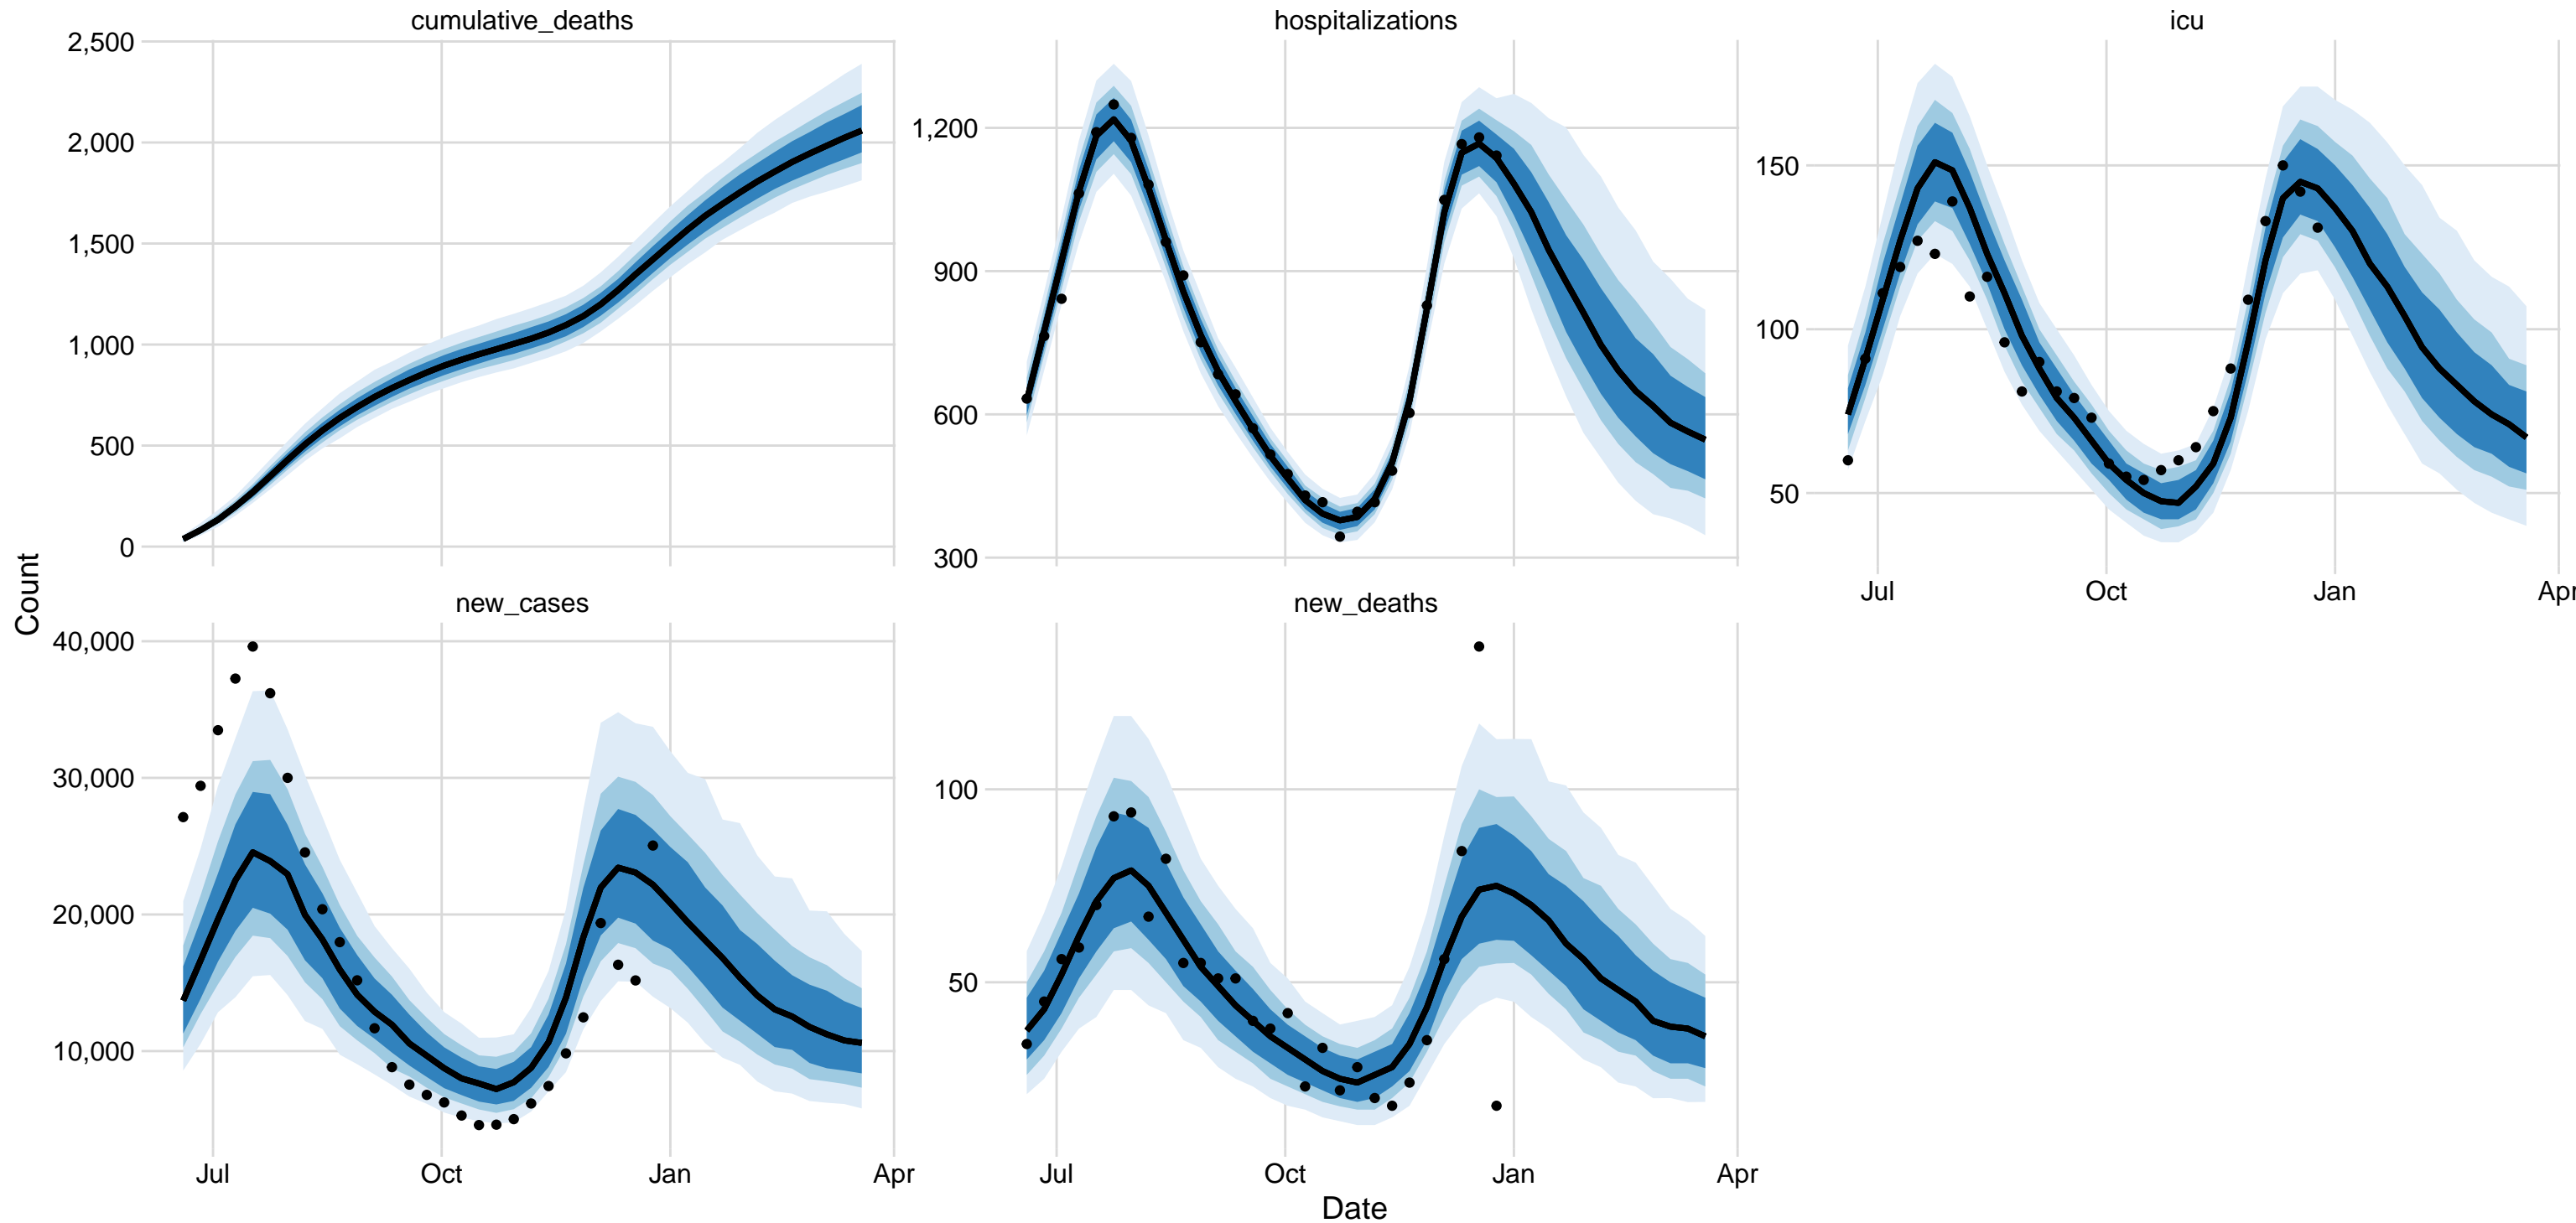 cumulative_deaths
hospitalizations
icu
2,500
2,000
1,500
1,000
500
0
1,200
900
600
300
150
100
50
Jul
Oct
Jan
Apr
Count
new_cases
new_deaths
40,000
30,000
20,000
10,000
100
50
Jul
Oct
Jan
Apr
Jul
Oct
Jan
Apr
Date